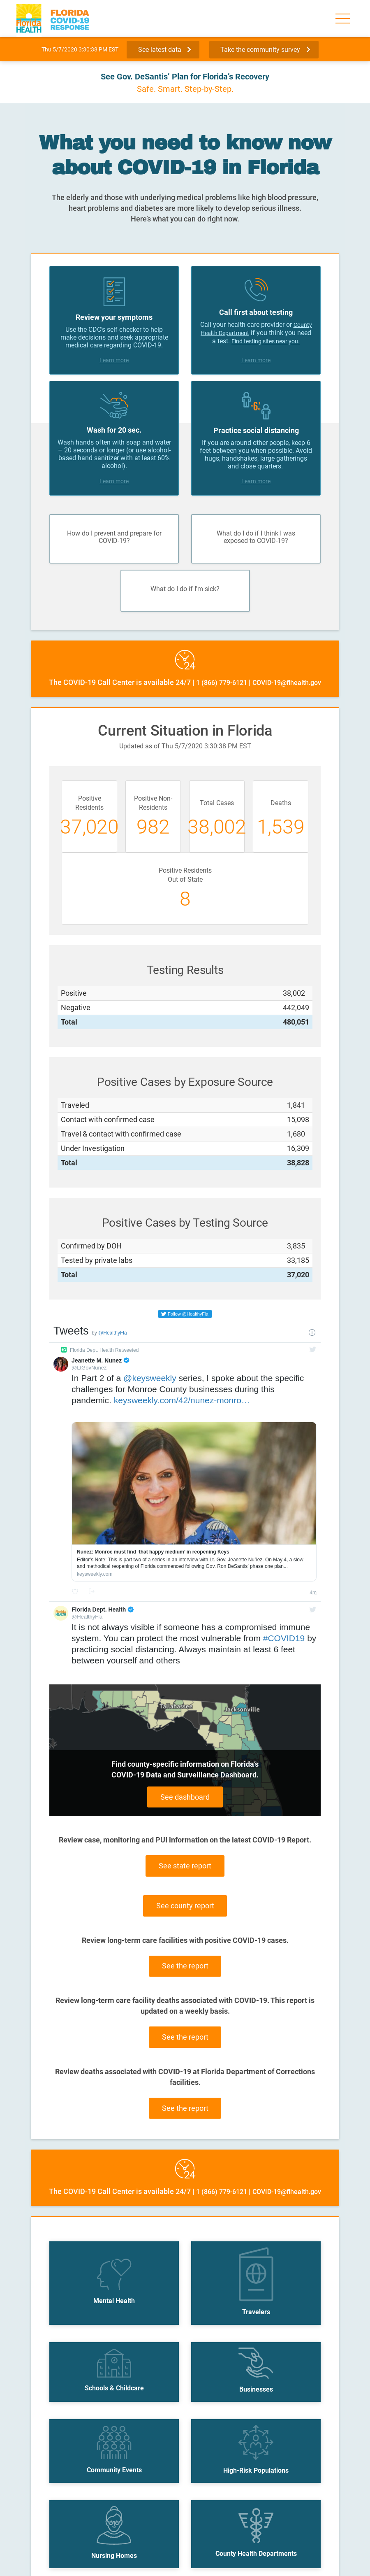 Florida
HEALTH
FLORIDA
COVID-19
RESPONSE
Thu 5/7/2020 3:30:38 PM EST
See latest data
Take the community survey
See Gov. DeSantis' Plan for Florida's Recovery
Safe. Smart. Step-by-Step.
What you need to know now
about COVID-19 in Florida
The elderly and those with underlying medical problems like high blood pressure,
heart problems and diabetes are more likely to develop serious illness.
Here's what you can do right now.
Review your symptoms
Use the CDC's self-checker to help
make decisions and seek appropriate
medical care regarding COVID-19.
Learn more
Call first about testing
Call your health care provider or County
Health Department if you think you need
a test. Find testing sites near you.
Learn more
Wash for 20 sec.
Wash hands often with soap and water
– 20 seconds or longer (or use alcohol-
based hand sanitizer with at least 60%
alcohol).
Learn more
6'
Practice social distancing
If you are around other people, keep 6
feet between you when possible. Avoid
hugs, handshakes, large gatherings
and close quarters.
Learn more
How do I prevent and prepare for
COVID-19?
What do I do if I think I was
exposed to COVID-19?
What do I do if I'm sick?
24
The COVID-19 Call Center is available 24/7 | 1 (866) 779-6121 | COVID-19@flhealth.gov
Current Situation in Florida
Updated as of Thu 5/7/2020 3:30:38 PM EST
Positive
Residents
37,020
Positive Non-
Residents
982
Total Cases
38,002
Deaths
1,539
Positive Residents
Out of State
8
Testing Results
Positive 38,002
Negative 442,049
Total 480,051
Positive Cases by Exposure Source
Traveled 1,841
Contact with confirmed case 15,098
Travel & contact with confirmed case 1,680
Under Investigation 16,309
Total 38,828
Positive Cases by Testing Source
Confirmed by DOH 3,835
Tested by private labs 33,185
Total 37,020
Follow @HealthyFla
Tweets by @HealthyFla
Florida Dept. Health Retweeted
Jeanette M. Nunez
@LtGovNunez
In Part 2 of a @keysweekly series, I spoke about the specific
challenges for Monroe County businesses during this
pandemic. keysweekly.com/42/nunez-monro…
Nuñez: Monroe must find 'that happy medium' in reopening Keys
Editor's Note: This is part two of a series in an interview with Lt. Gov. Jeanette Nuñez. On May 4, a slow
and methodical reopening of Florida commenced following Gov. Ron DeSantis' phase one plan…
keysweekly.com
4h
Florida Dept. Health
@HealthyFla
It is not always visible if someone has a compromised immune
system. You can protect the most vulnerable from #COVID19 by
practicing social distancing. Always maintain at least 6 feet
between yourself and others
Tallahassee
Jacksonville
Find county-specific information on Florida's
COVID-19 Data and Surveillance Dashboard.
See dashboard
Review case, monitoring and PUI information on the latest COVID-19 Report.
See state report
See county report
Review long-term care facilities with positive COVID-19 cases.
See the report
Review long-term care facility deaths associated with COVID-19. This report is
updated on a weekly basis.
See the report
Review deaths associated with COVID-19 at Florida Department of Corrections
facilities.
See the report
24
The COVID-19 Call Center is available 24/7 | 1 (866) 779-6121 | COVID-19@flhealth.gov
Mental Health
Travelers
Schools & Childcare
Businesses
Community Events
High-Risk Populations
Nursing Homes
County Health Departments